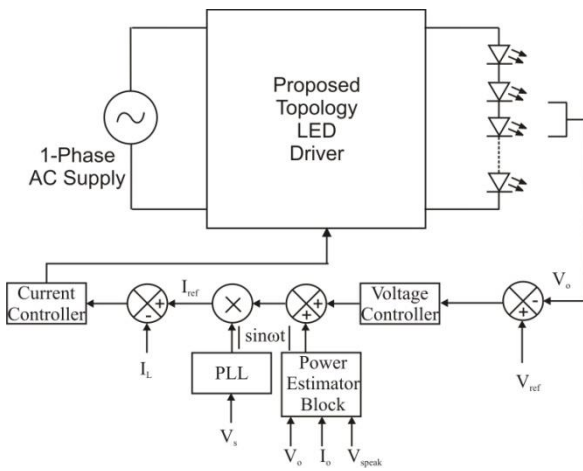 Proposed
Topology
LED
Driver
1-Phase
AC Supply
Current
Controller
+
-
I_L
I_ref
×
|sinωt|
PLL
V_s
+
+
Power
Estimator
Block
V_o
I_o
V_speak
Voltage
Controller
-
+
V_o
V_ref